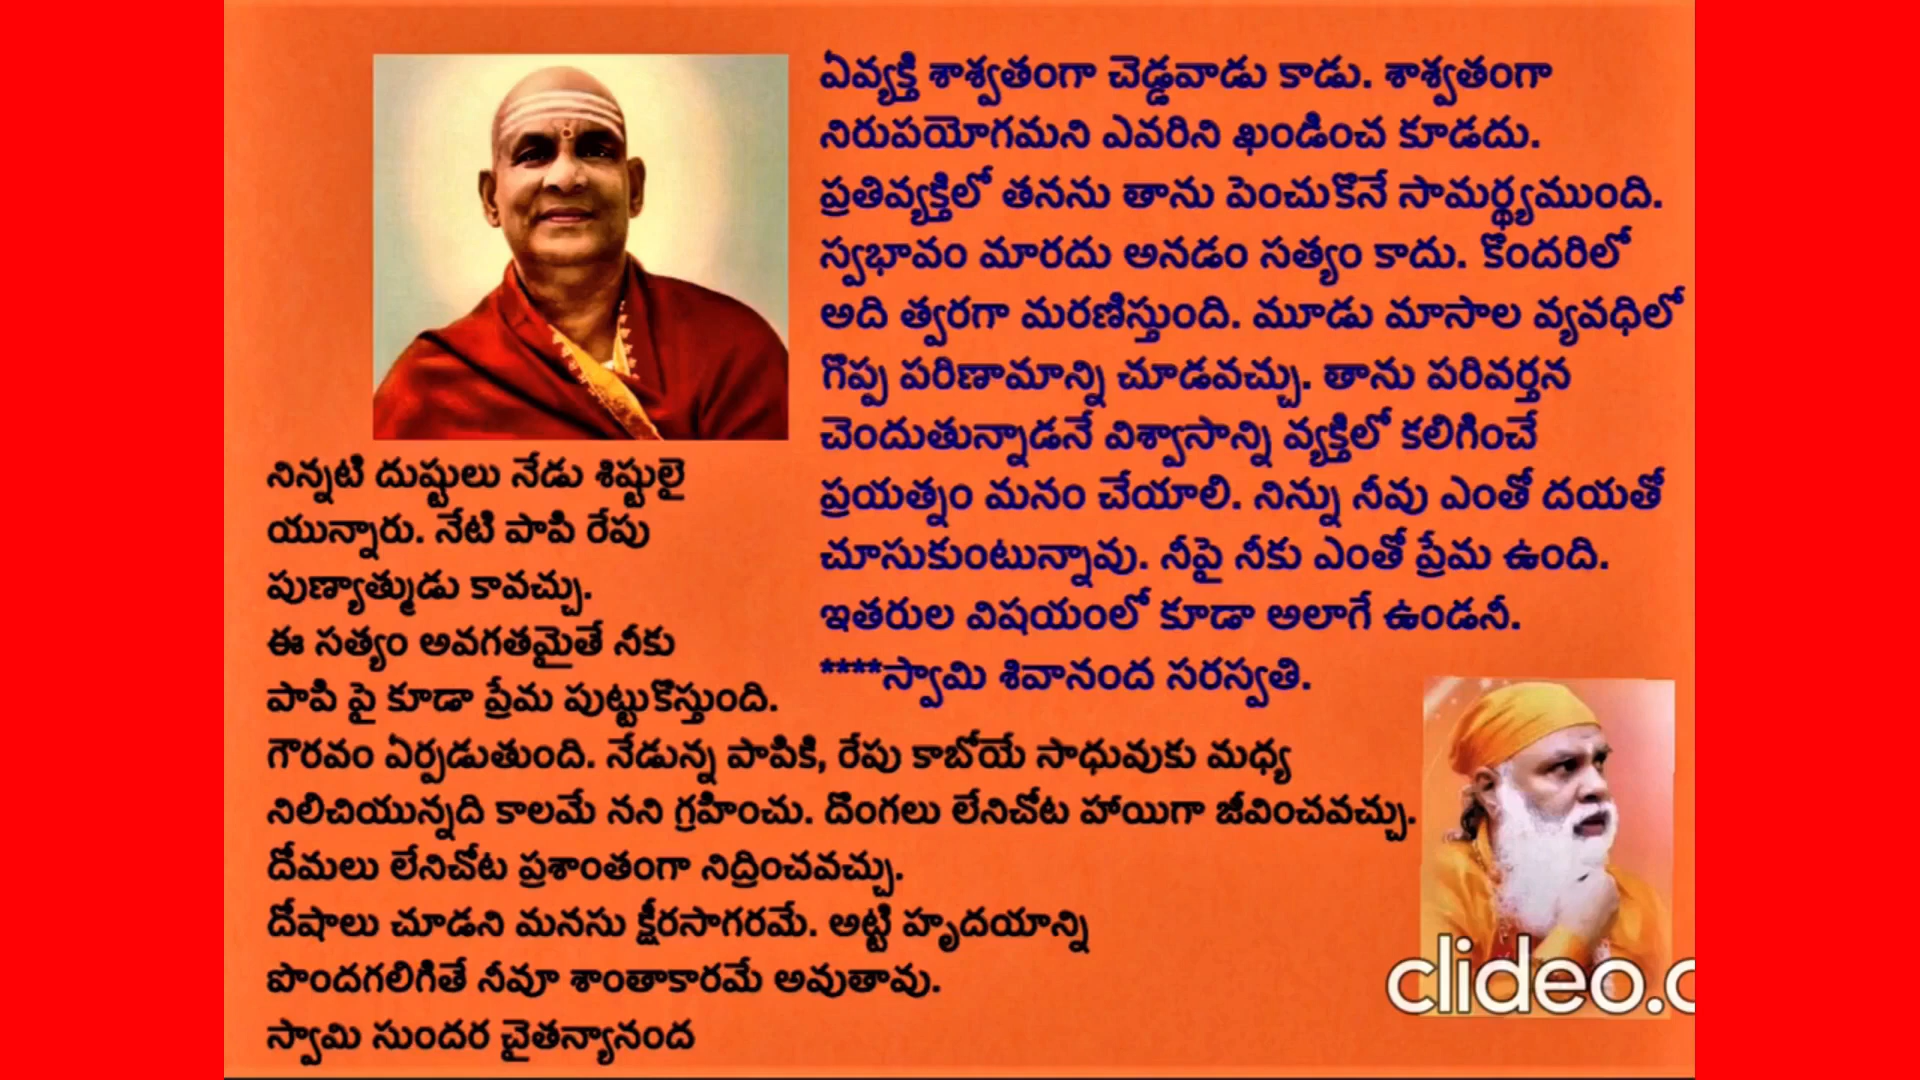 ఏవ్యక్తి శాశ్వతంగా చెడ్డవాడు కాడు. శాశ్వతంగా
నిరుపయోగమని ఎవరిని ఖండించ కూడదు.
ప్రతివ్యక్తిలో తనను తాను పెంచుకొనే సామర్థ్యముంది.
స్వభావం మారదు అనడం సత్యం కాదు. కొందరిలో
అది త్వరగా మరణిస్తుంది. మూడు మాసాల వ్యవధిలో
గొప్ప పరిణామాన్ని చూడవచ్చు. తాను పరివర్తన
చెందుతున్నాడనే విశ్వాసాన్ని వ్యక్తిలో కలిగించే
ప్రయత్నం మనం చేయాలి. నిన్ను నీవు ఎంతో దయతో
చూసుకుంటున్నావు. నీపై నీకు ఎంతో ప్రేమ ఉంది.
ఇతరుల విషయంలో కూడా అలాగే ఉండనీ.
****స్వామి శివానంద సరస్వతి.
నిన్నటి దుష్టులు నేడు శిష్టులై
యున్నారు. నేటి పాపి రేపు
పుణ్యాత్ముడు కావచ్చు.
ఈ సత్యం అవగతమైతే నీకు
పాపి పై కూడా ప్రేమ పుట్టుకొస్తుంది.
గౌరవం ఏర్పడుతుంది. నేడున్న పాపికి, రేపు కాబోయే సాధువుకు మధ్య
నిలిచియున్నది కాలమే నని గ్రహించు. దొంగలు లేనిచోట హాయిగా జీవించవచ్చు.
దోమలు లేనిచోట ప్రశాంతంగా నిద్రించవచ్చు.
దోషాలు చూడని మనసు క్షీరసాగరమే. అట్టి హృదయాన్ని
పొందగలిగితే నీవూ శాంతాకారమే అవుతావు.
స్వామి సుందర చైతన్యానంద
clideo.c